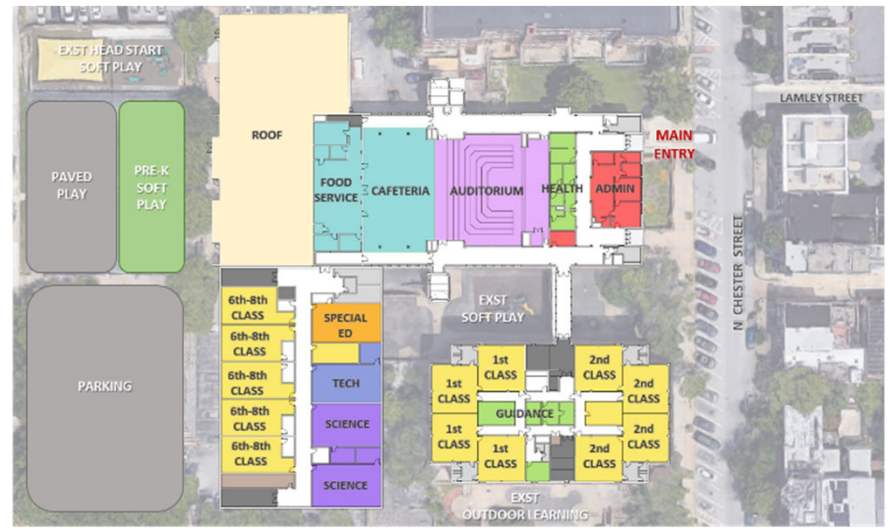 EXST HEAD START
SOFT PLAY
PAVED
PLAY
PRE-K
SOFT
PLAY
PARKING
ROOF
FOOD
SERVICE
CAFETERIA
AUDITORIUM
HEALTH
ADMIN
MAIN
ENTRY
LAMLEY STREET
N CHESTER STREET
6th-8th
CLASS
6th-8th
CLASS
6th-8th
CLASS
6th-8th
CLASS
6th-8th
CLASS
SPECIAL
ED
TECH
SCIENCE
SCIENCE
EXST
SOFT PLAY
1st
CLASS
1st
CLASS
1st
CLASS
1st
CLASS
GUIDANCE
2nd
CLASS
2nd
CLASS
2nd
CLASS
2nd
CLASS
EXST
OUTDOOR LEARNING